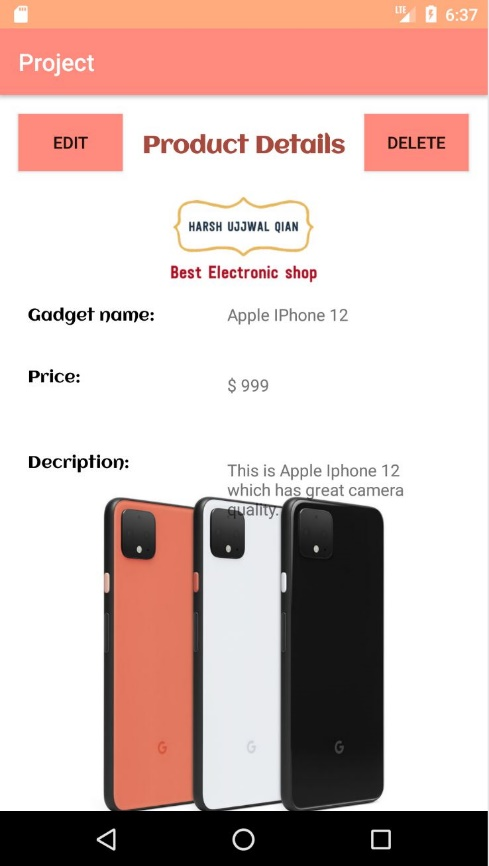 LTE 6:37
Project
EDIT Product Details DELETE
HARSH UJJWAL QIAN
Best Electronic shop
Gadget name: Apple IPhone 12
Price: $ 999
Decription: This is Apple Iphone 12
which has great camera
quality.
G G G